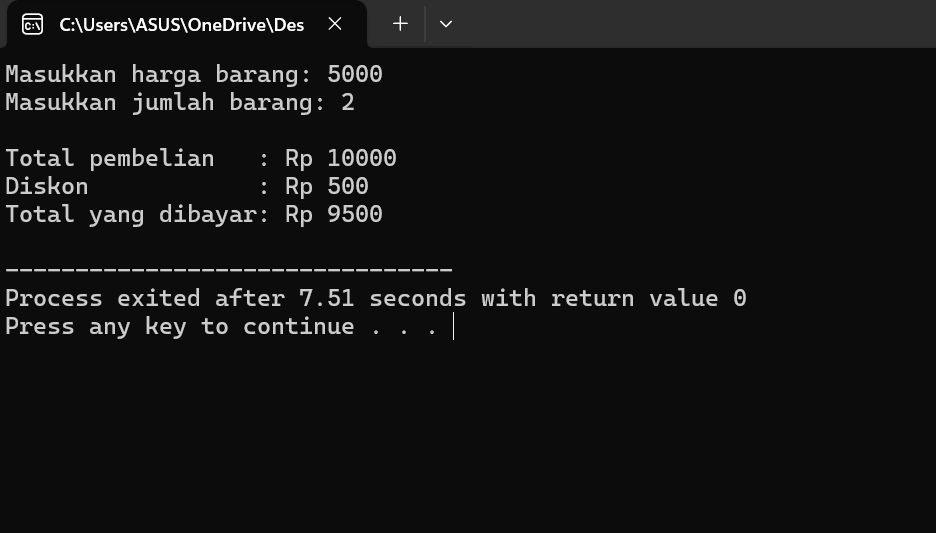 C:\Users\ASUS\OneDrive\Des
Masukkan harga barang: 5000
Masukkan jumlah barang: 2
Total pembelian   : Rp 10000
Diskon            : Rp 500
Total yang dibayar: Rp 9500
--------------------------------
Process exited after 7.51 seconds with return value 0
Press any key to continue . . .